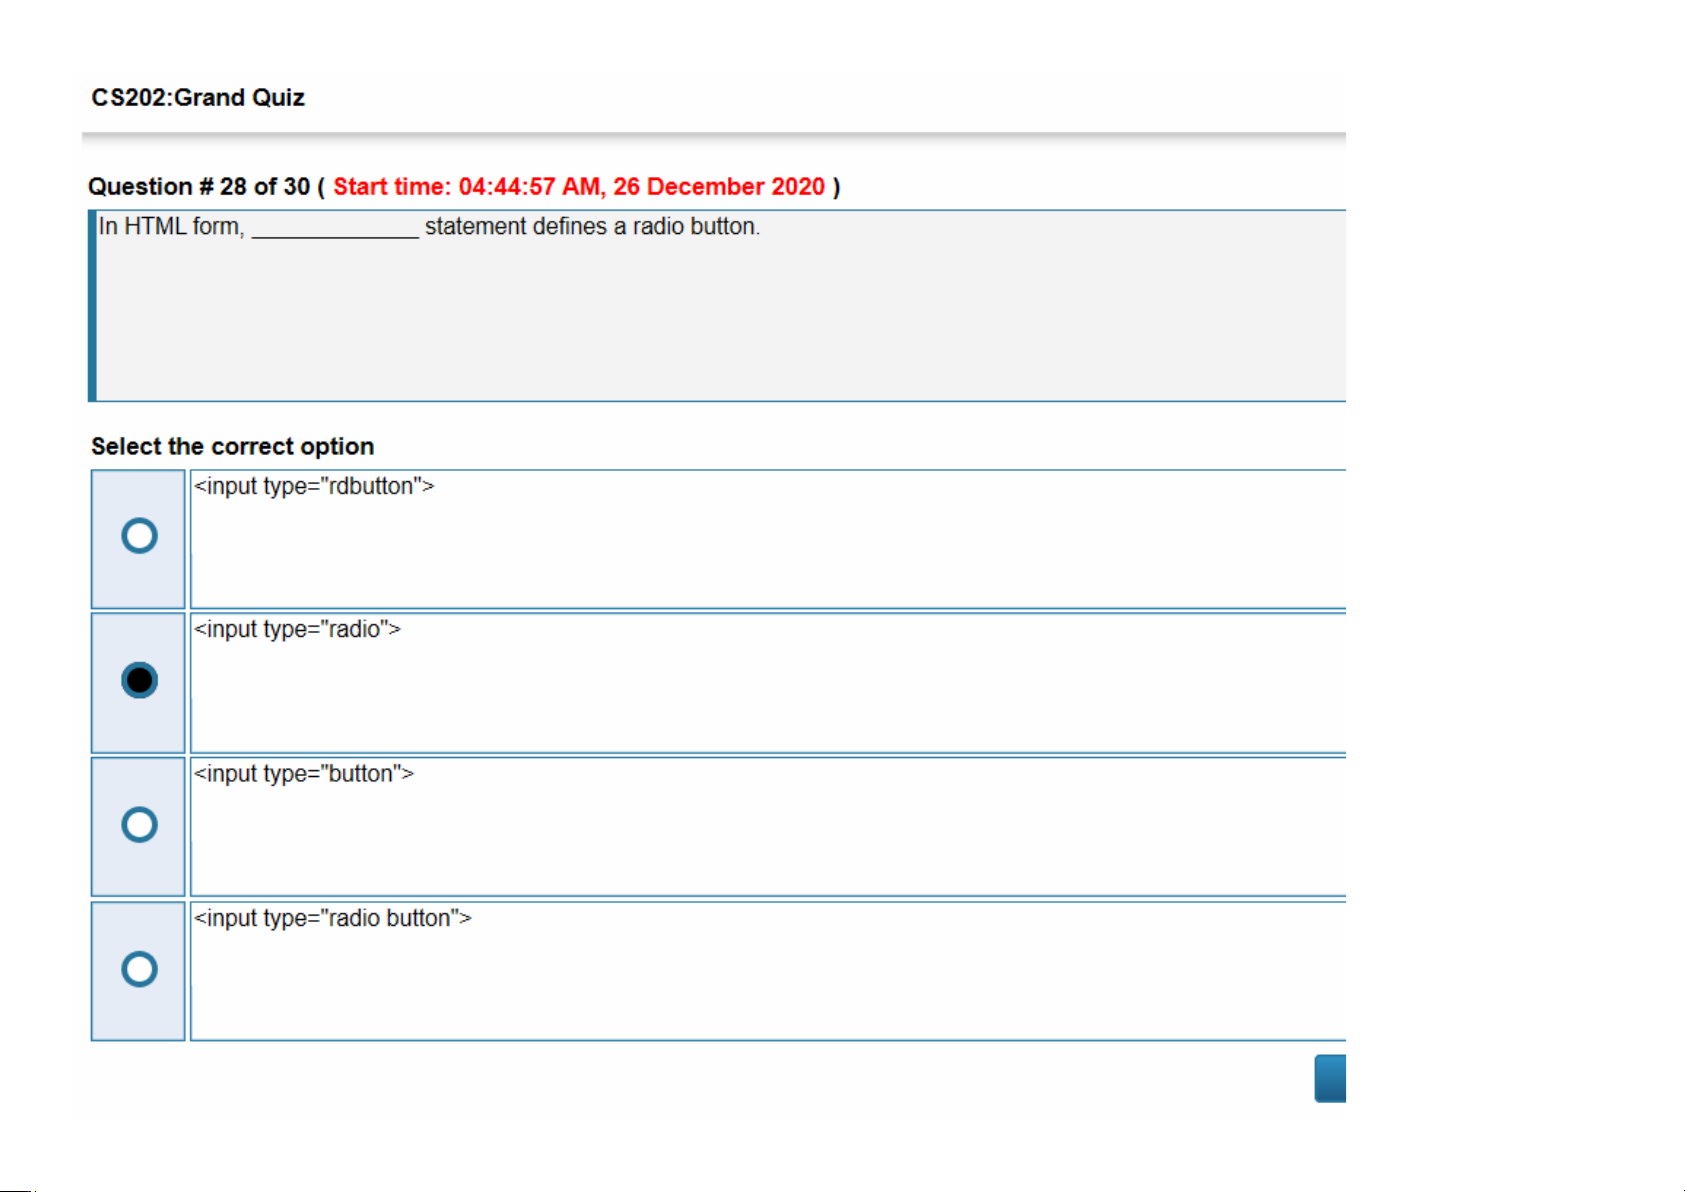 CS202:Grand Quiz
Question # 28 of 30 ( Start time: 04:44:57 AM, 26 December 2020 )
In HTML form, ______________ statement defines a radio button.
Select the correct option
<input type="rdbutton">
<input type="radio">
<input type="button">
<input type="radio button">